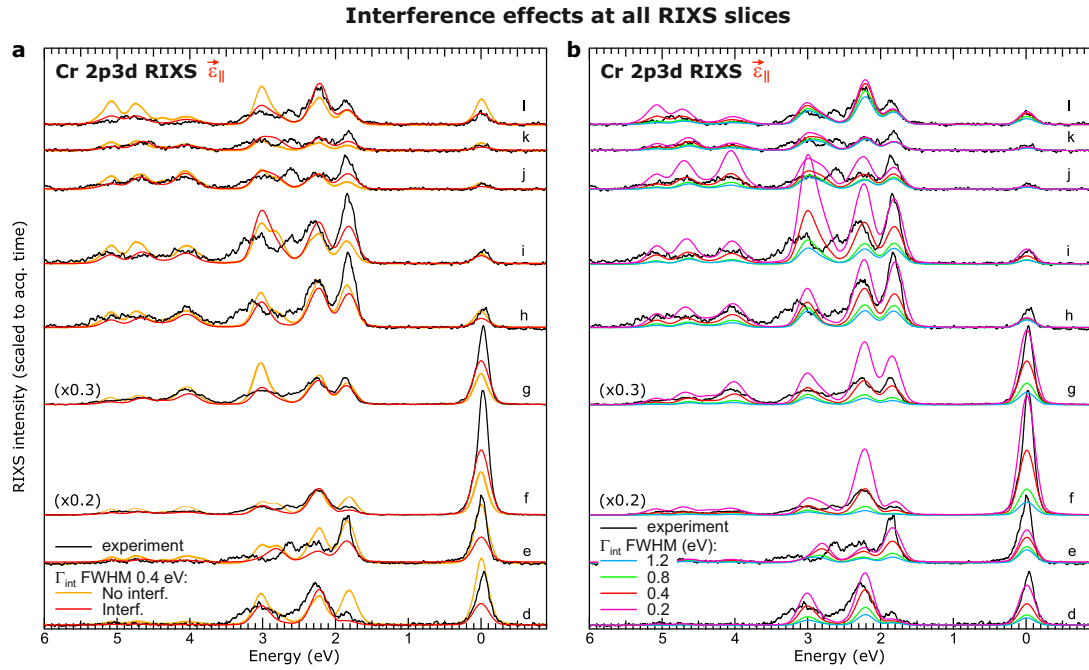 Interference effects at all RIXS slices
a
Cr 2p3d RIXS ε||
RIXS intensity (scaled to acq. time)
l
k
j
i
h
(x0.3)
g
(x0.2)
f
e
d
experiment
Γint FWHM 0.4 eV:
No interf.
Interf.
6 5 4 3 2 1 0
Energy (eV)
b
Cr 2p3d RIXS ε||
l
k
j
i
h
(x0.3)
g
(x0.2)
f
e
d
experiment
Γint FWHM (eV):
1.2
0.8
0.4
0.2
6 5 4 3 2 1 0
Energy (eV)